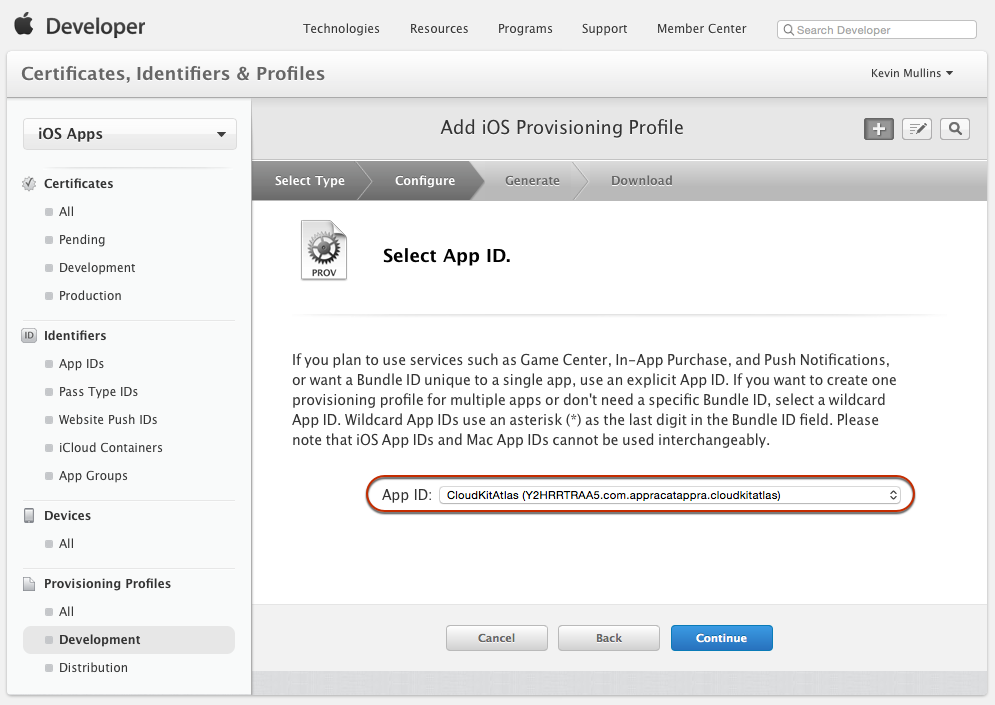 Developer
Technologies
Resources
Programs
Support
Member Center
Search Developer
Certificates, Identifiers & Profiles
Kevin Mullins
iOS Apps
Certificates
All
Pending
Development
Production
ID
Identifiers
App IDs
Pass Type IDs
Website Push IDs
iCloud Containers
App Groups
Devices
All
Provisioning Profiles
All
Development
Distribution
Add iOS Provisioning Profile
Select Type
Configure
Generate
Download
PROV
Select App ID.
If you plan to use services such as Game Center, In-App Purchase, and Push Notifications,
or want a Bundle ID unique to a single app, use an explicit App ID. If you want to create one
provisioning profile for multiple apps or don't need a specific Bundle ID, select a wildcard
App ID. Wildcard App IDs use an asterisk (*) as the last digit in the Bundle ID field. Please
note that iOS App IDs and Mac App IDs cannot be used interchangeably.
App ID: CloudKitAtlas (Y2HRRTRAA5.com.appracatappra.cloudkitatlas)
Cancel
Back
Continue